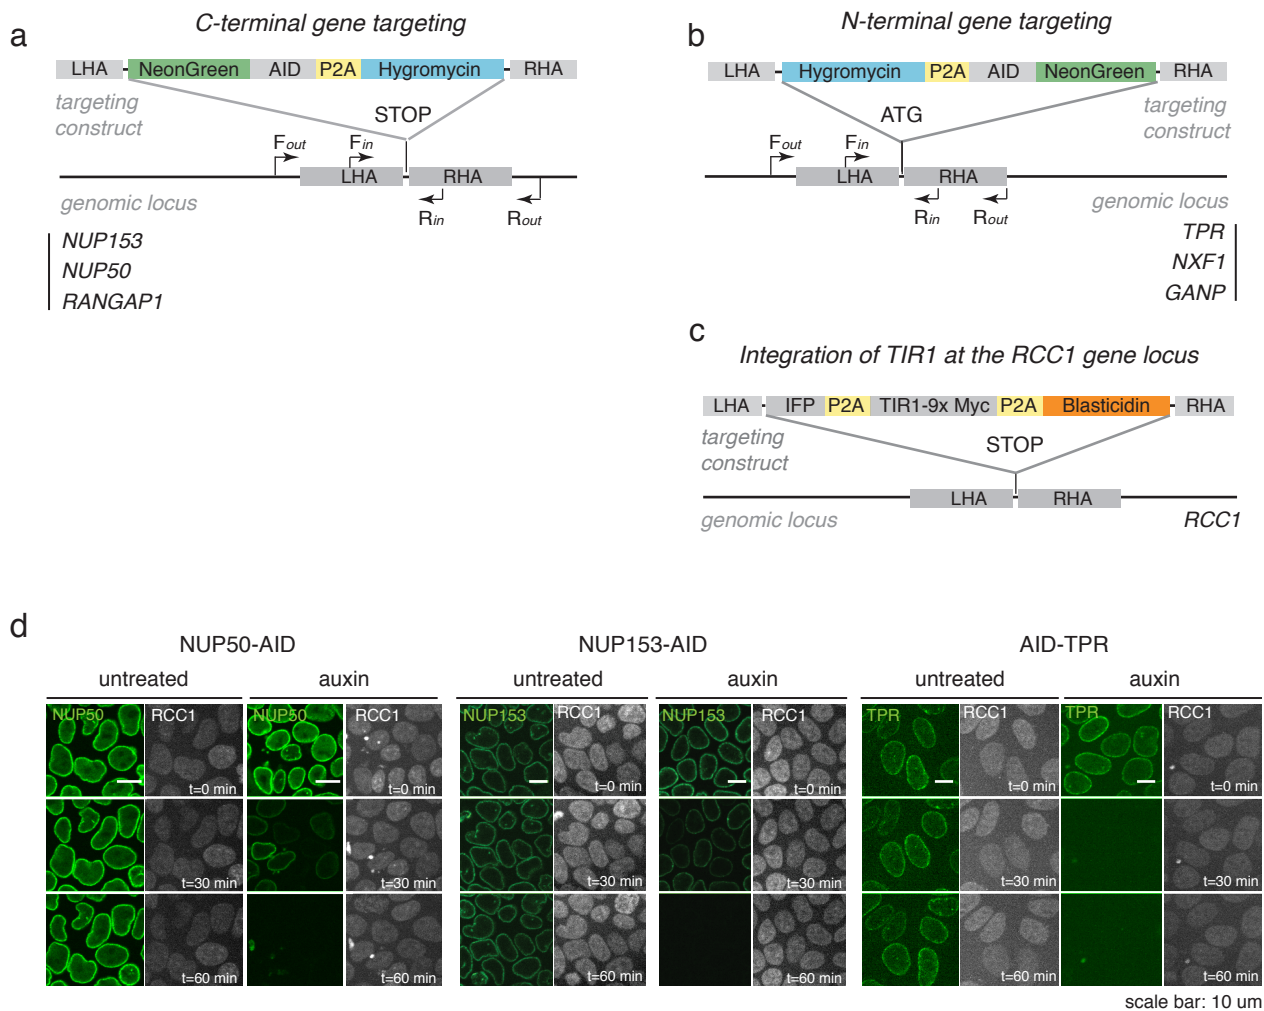 a
C-terminal gene targeting
LHA NeonGreen AID P2A Hygromycin RHA
targeting
construct
STOP
Fout Fin
LHA RHA
Rin Rout
genomic locus
NUP153
NUP50
RANGAP1
b
N-terminal gene targeting
LHA Hygromycin P2A AID NeonGreen RHA
targeting
construct
ATG
Fout Fin
LHA RHA
Rin Rout
genomic locus
TPR
NXF1
GANP
c
Integration of TIR1 at the RCC1 gene locus
LHA IFP P2A TIR1-9x Myc P2A Blasticidin RHA
targeting
construct
STOP
LHA RHA
genomic locus
RCC1
d
NUP50-AID NUP153-AID AID-TPR
untreated auxin untreated auxin untreated auxin
NUP50 RCC1 NUP50 RCC1 NUP153 RCC1 NUP153 RCC1 TPR RCC1 TPR RCC1
t=0 min t=0 min t=0 min t=0 min t=0 min t=0 min
t=30 min t=30 min t=30 min t=30 min t=30 min t=30 min
t=60 min t=60 min t=60 min t=60 min t=60 min t=60 min
scale bar: 10 um